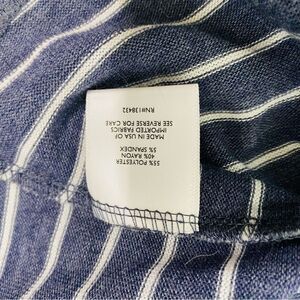 55% POLYESTER
40% RAYON
5% SPANDEX
MADE IN USA OF
IMPORTED FABRICS
SEE REVERSE FOR CARE
RN#138432